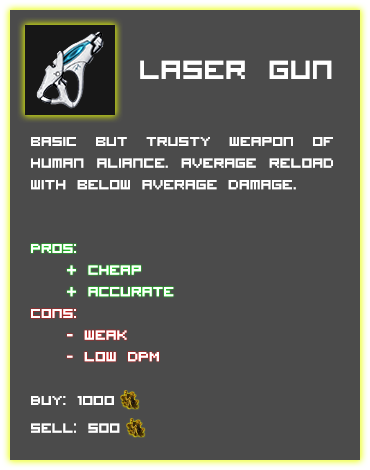 LASER GUN
BASIC BUT TRUSTY WEAPON OF
HUMAN ALIANCE. AVERAGE RELOAD
WITH BELOW AVERAGE DAMAGE.
PROS:
+ CHEAP
+ ACCURATE
CONS:
- WEAK
- LOW DPM
BUY: 1000
SELL: 500